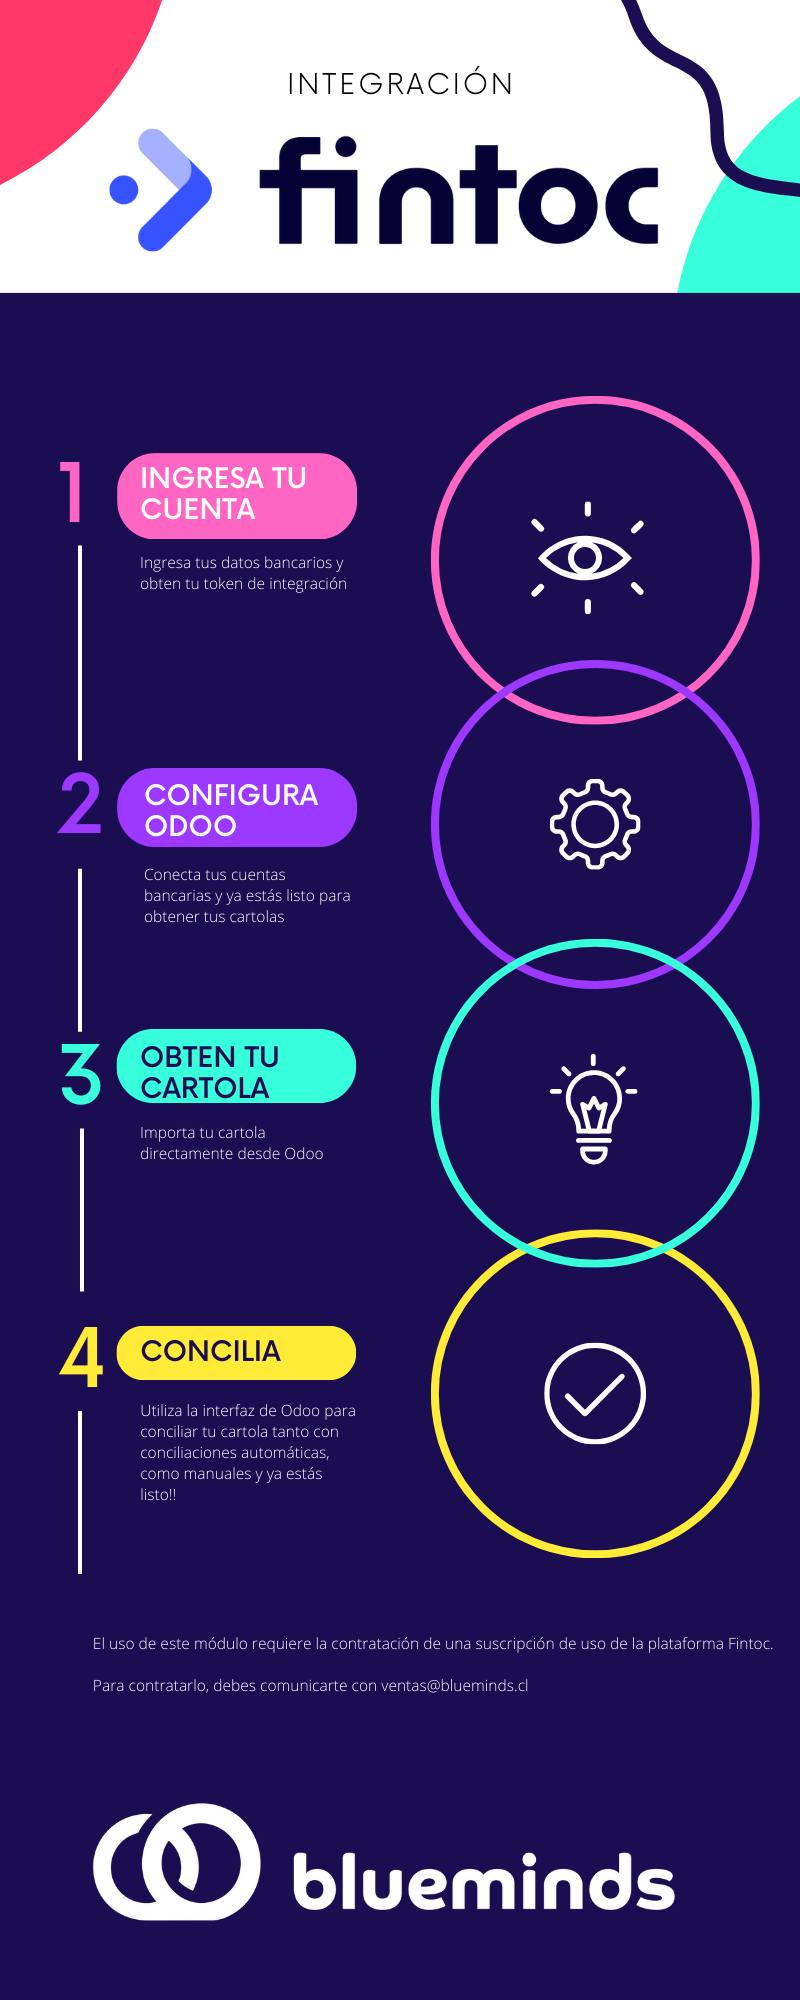 INTEGRACIÓN
fintoc
1
INGRESA TU
CUENTA
Ingresa tus datos bancarios y
obten tu token de integración
2
CONFIGURA
ODOO
Conecta tus cuentas
bancarias y ya estás listo para
obtener tus cartolas
3
OBTEN TU
CARTOLA
Importa tu cartola
directamente desde Odoo
4
CONCILIA
Utiliza la interfaz de Odoo para
conciliar tu cartola tanto con
conciliaciones automáticas,
como manuales y ya estás
listo!!
El uso de este módulo requiere la contratación de una suscripción de uso de la plataforma Fintoc.
Para contratarlo, debes comunicarte con ventas@blueminds.cl
blueminds